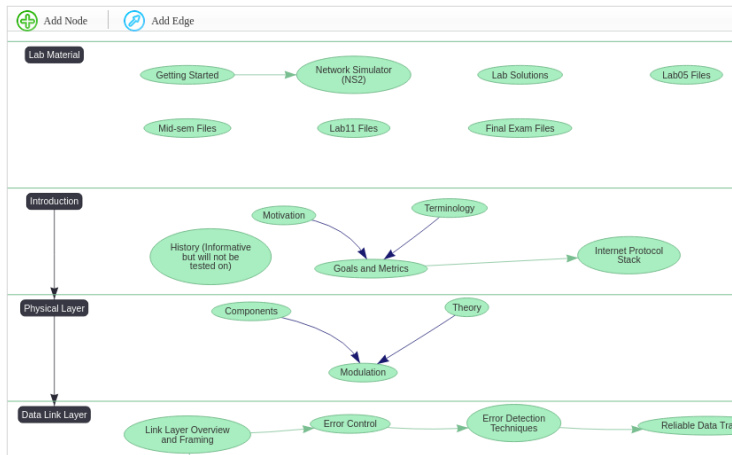 Add Node
Add Edge
Lab Material
Getting Started
Network Simulator
(NS2)
Lab Solutions
Lab05 Files
Mid-sem Files
Lab11 Files
Final Exam Files
Introduction
Motivation
Terminology
History (Informative
but will not be
tested on)
Goals and Metrics
Internet Protocol
Stack
Physical Layer
Components
Theory
Modulation
Data Link Layer
Link Layer Overview
and Framing
Error Control
Error Detection
Techniques
Reliable Data